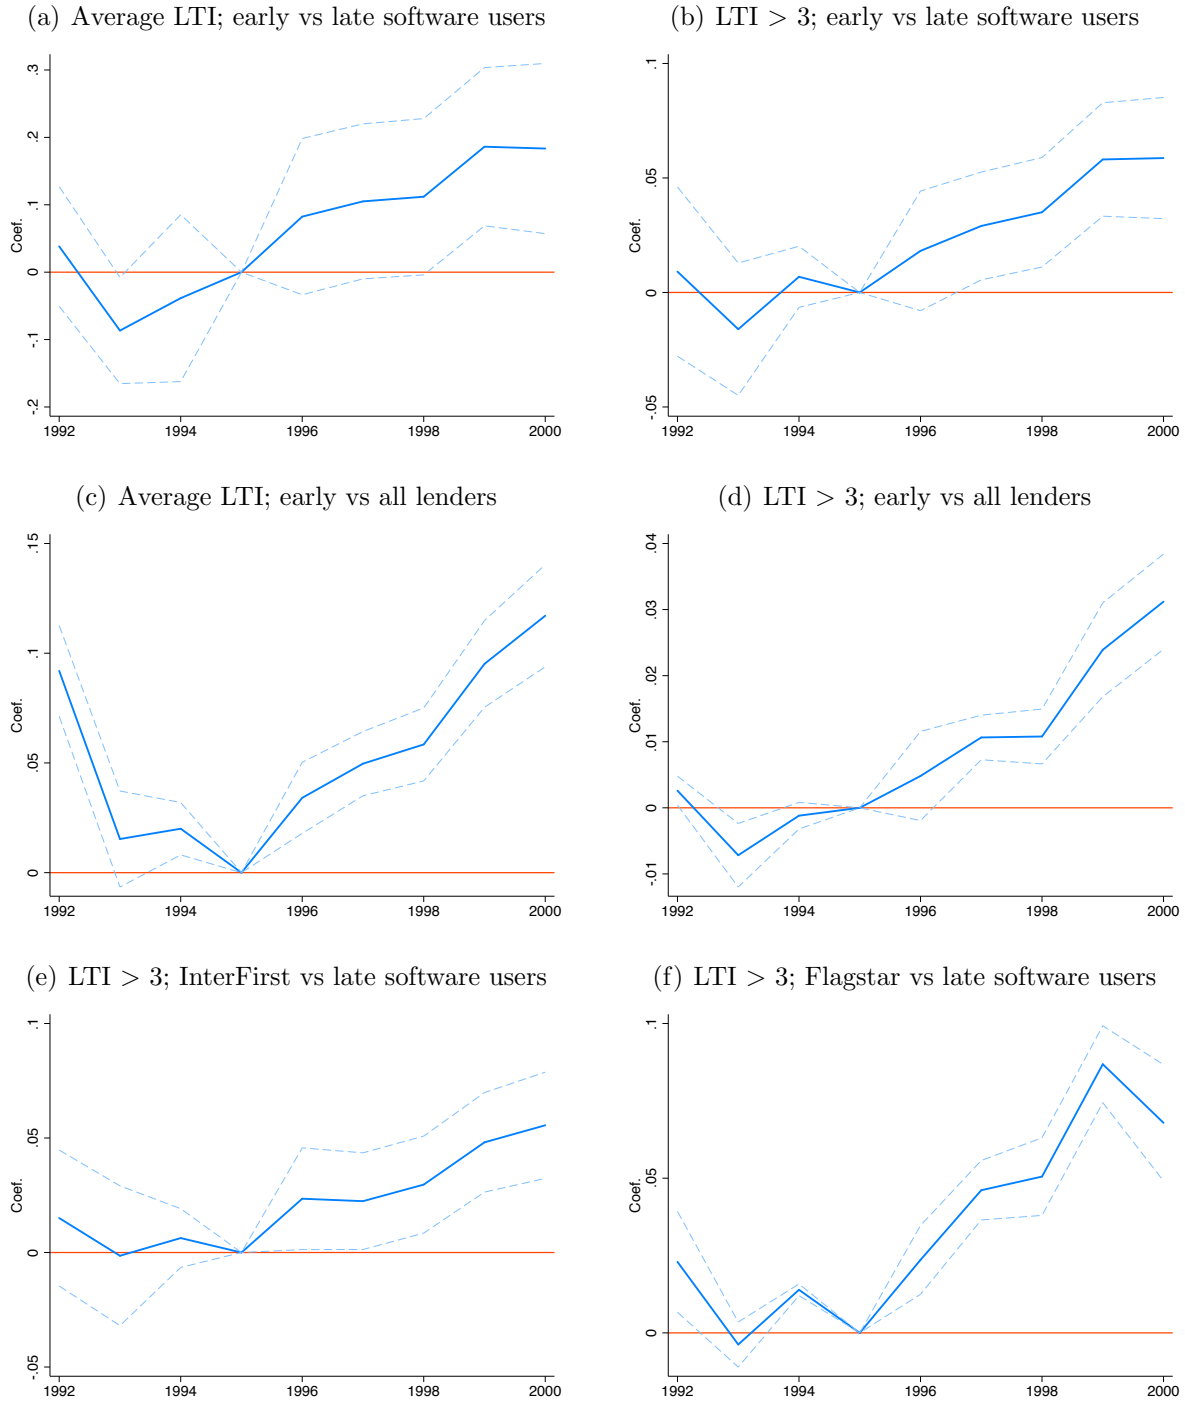 (a) Average LTI; early vs late software users
Coef.
.3
.2
.1
0
-.1
-.2
1992 1994 1996 1998 2000
(b) LTI > 3; early vs late software users
Coef.
.1
.05
0
-.05
1992 1994 1996 1998 2000
(c) Average LTI; early vs all lenders
Coef.
.15
.1
.05
0
1992 1994 1996 1998 2000
(d) LTI > 3; early vs all lenders
Coef.
.04
.03
.02
.01
0
-.01
1992 1994 1996 1998 2000
(e) LTI > 3; InterFirst vs late software users
Coef.
.1
.05
0
-.05
1992 1994 1996 1998 2000
(f) LTI > 3; Flagstar vs late software users
Coef.
.1
.05
0
1992 1994 1996 1998 2000